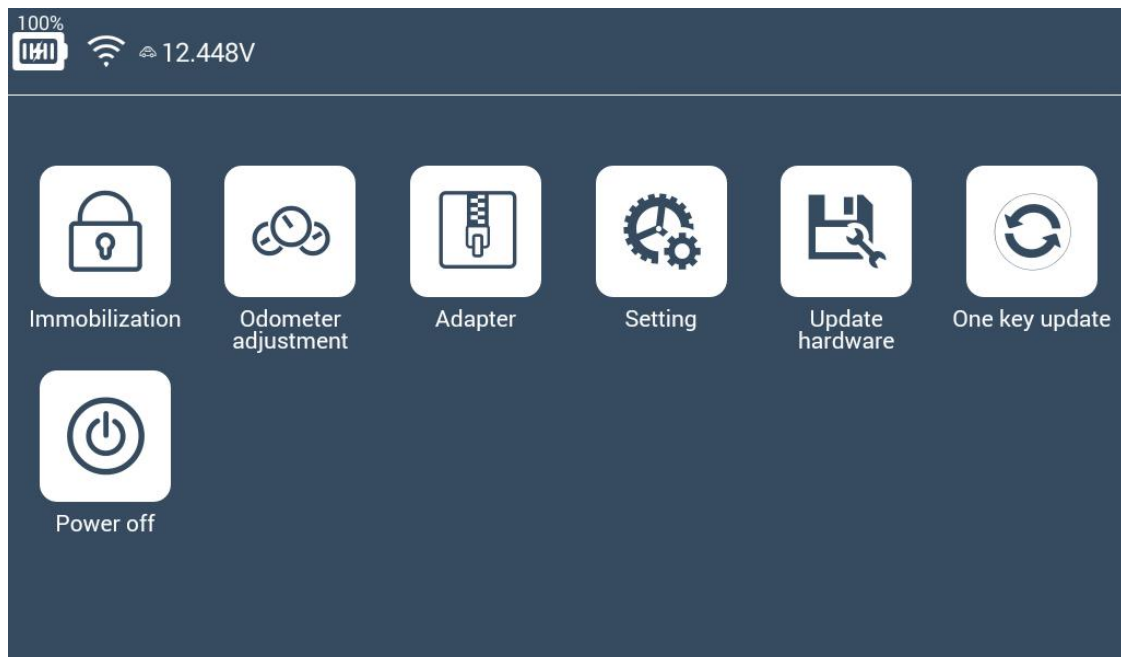 100%
12.448V
Immobilization
Odometer
adjustment
Adapter
Setting
Update
hardware
One key update
Power off